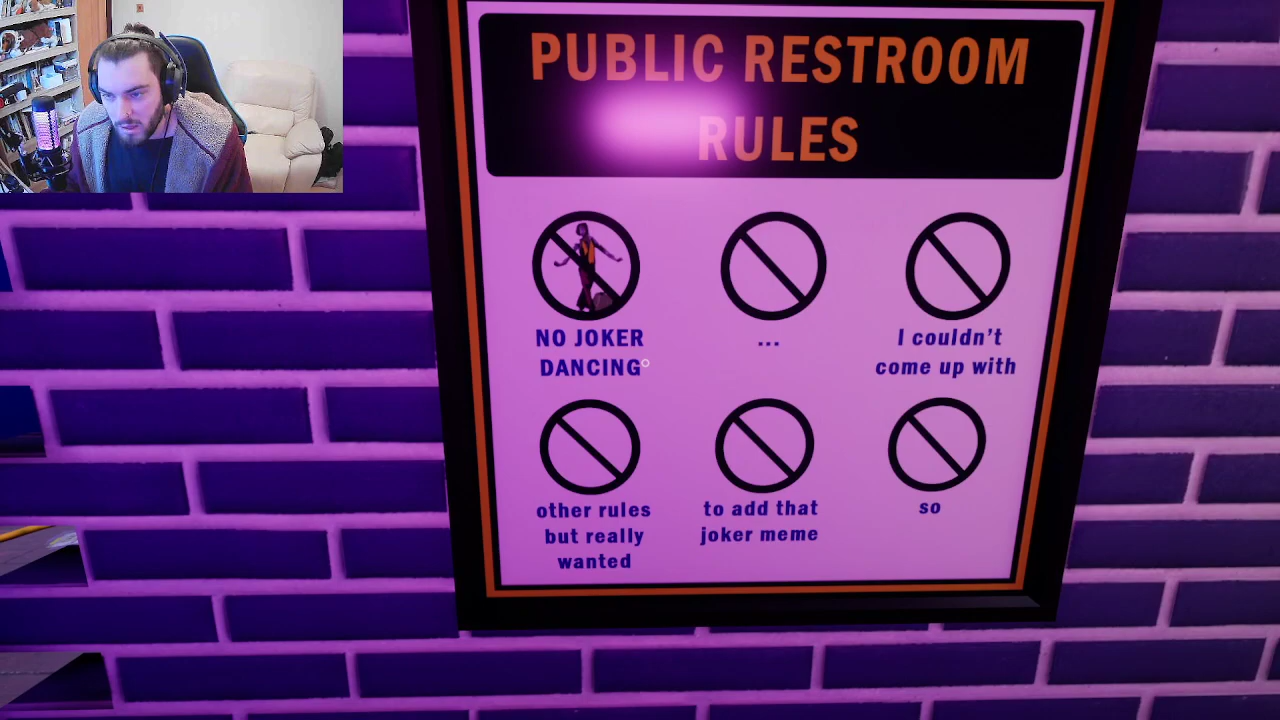 PUBLIC RESTROOM
RULES
NO JOKER
DANCING
...
I couldn't
come up with
other rules
but really
wanted
to add that
joker meme
so